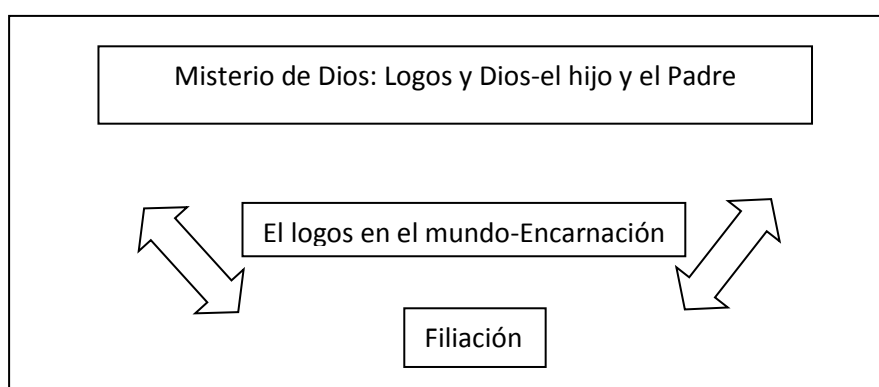 Misterio de Dios: Logos y Dios-el hijo y el Padre
El logos en el mundo-Encarnación
Filiación